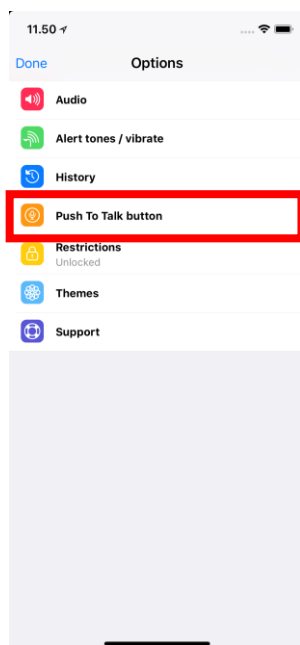 11.50
Done
Options
Audio
Alert tones / vibrate
History
Push To Talk button
Restrictions
Unlocked
Themes
Support